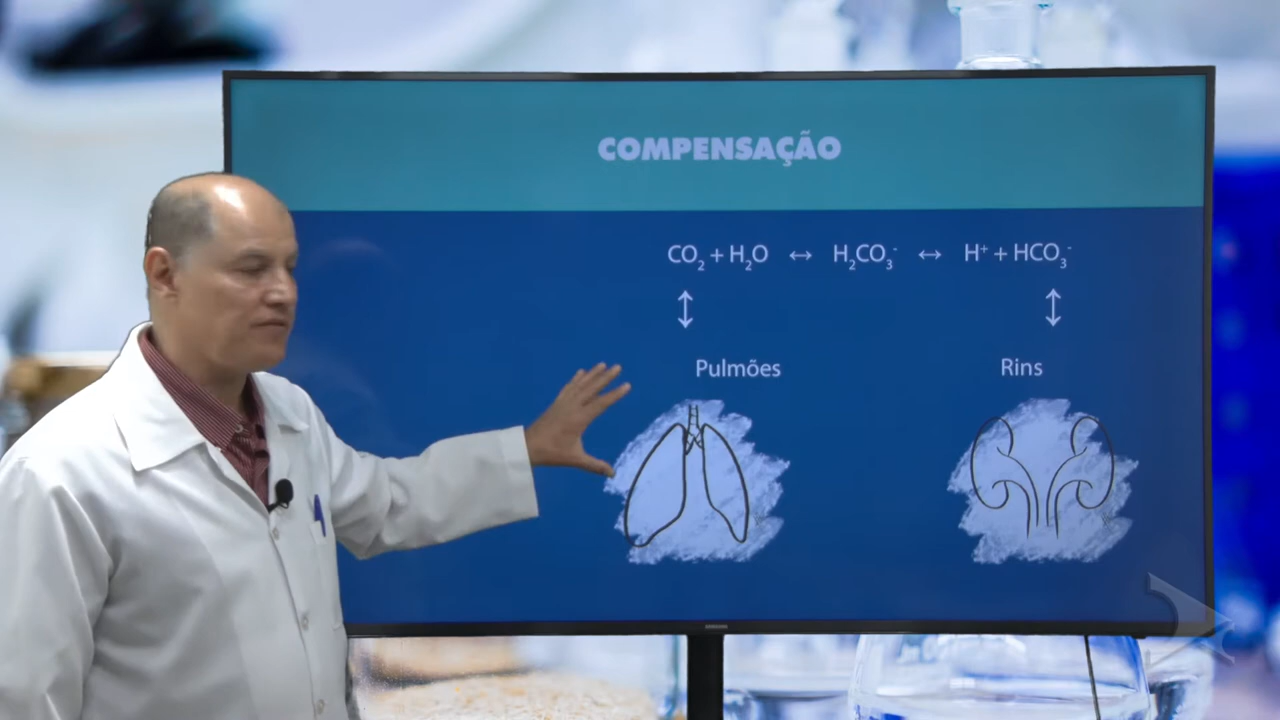 COMPENSAÇÃO
CO₂ + H₂O ↔ H₂CO₃⁻ ↔ H⁺ + HCO₃⁻
Pulmões Rins